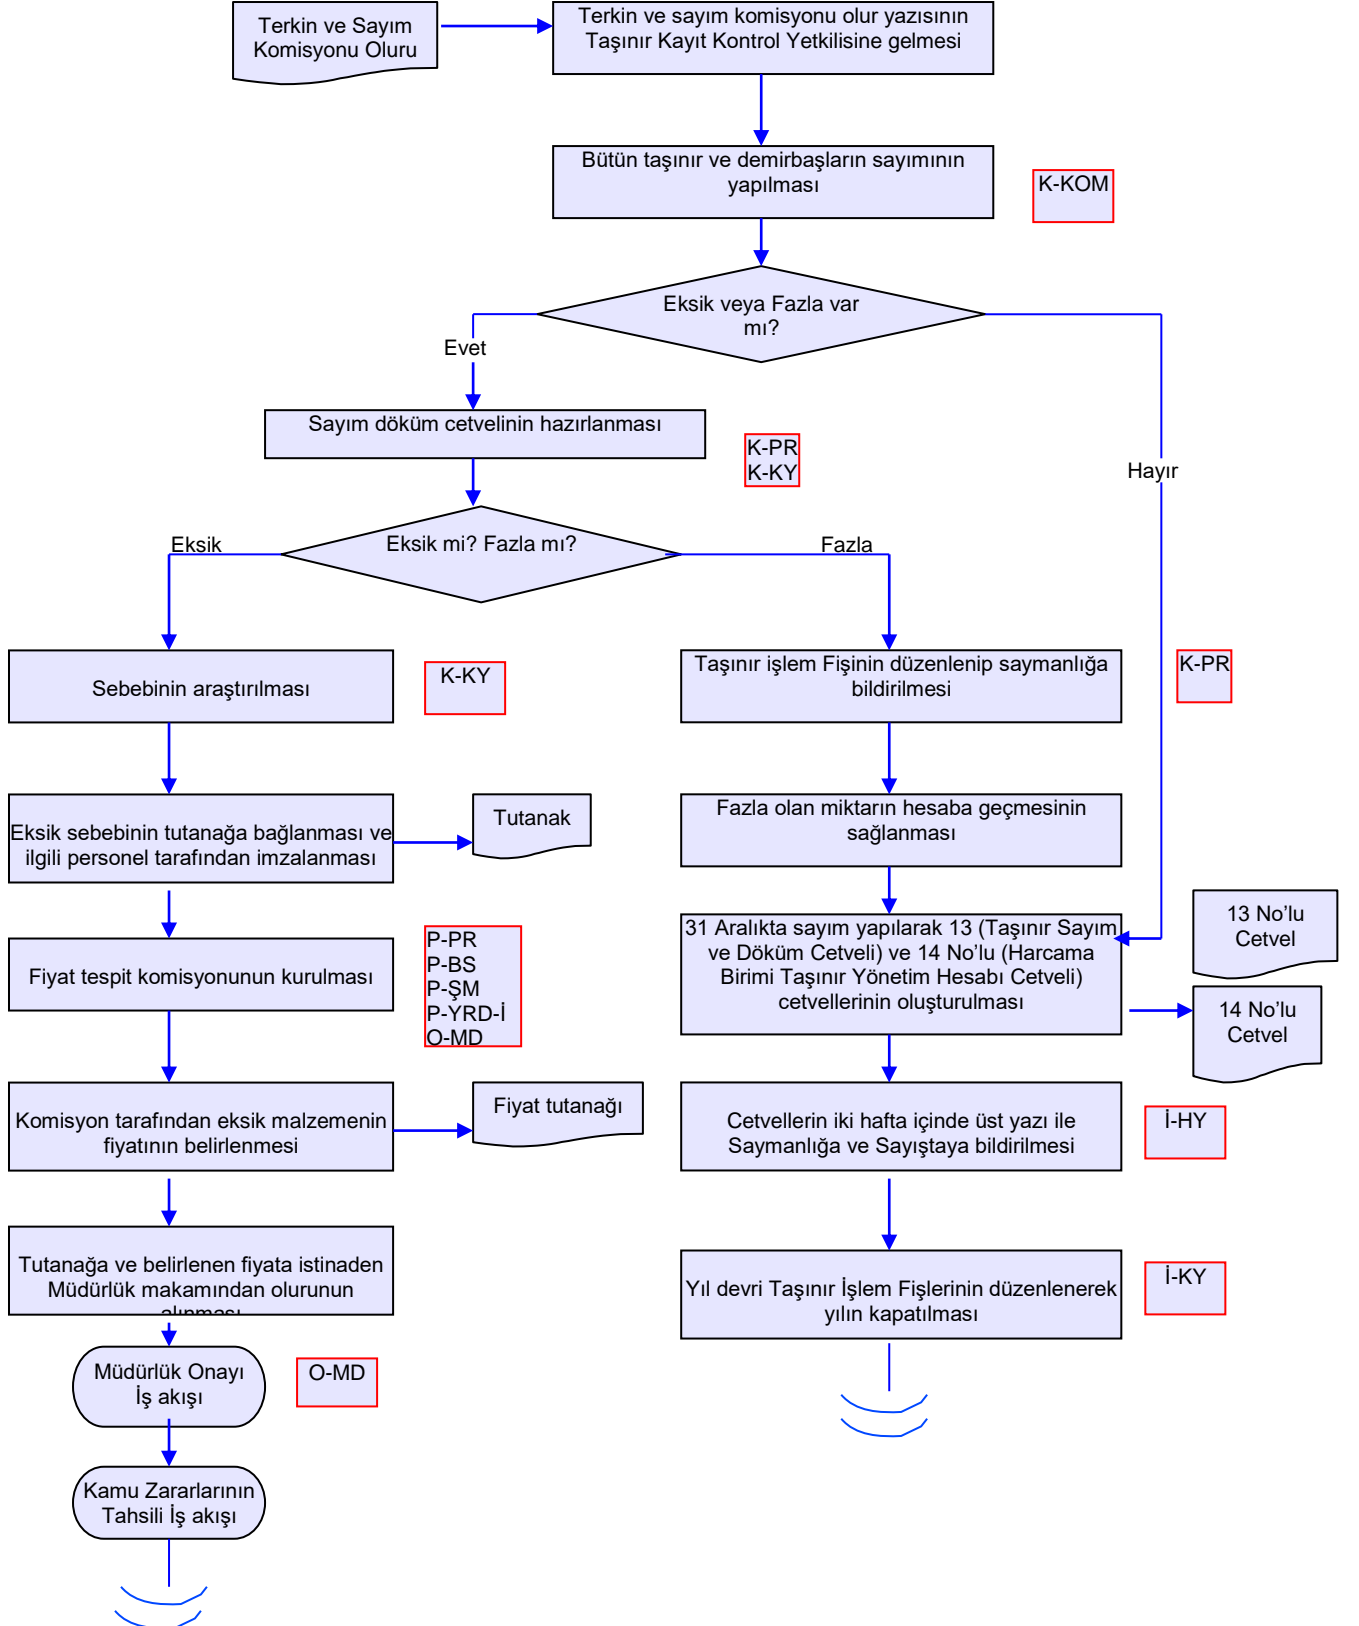 Terkin ve Sayım
Komisyonu Oluru
Terkin ve sayım komisyonu olur yazısının
Taşınır Kayıt Kontrol Yetkilisine gelmesi
Bütün taşınır ve demirbaşların sayımının
yapılması
K-KOM
Eksik veya Fazla var
mı?
Evet
Hayır
Sayım döküm cetvelinin hazırlanması
K-PR
K-KY
Eksik mi? Fazla mı?
Eksik
Fazla
Sebebinin araştırılması
K-KY
Taşınır işlem Fişinin düzenlenip saymanlığa
bildirilmesi
K-PR
Eksik sebebinin tutanağa bağlanması ve
ilgili personel tarafından imzalanması
Tutanak
Fazla olan miktarın hesaba geçmesinin
sağlanması
Fiyat tespit komisyonunun kurulması
P-PR
P-BS
P-ŞM
P-YRD-İ
O-MD
31 Aralıkta sayım yapılarak 13 (Taşınır Sayım
ve Döküm Cetveli) ve 14 No’lu (Harcama
Birimi Taşınır Yönetim Hesabı Cetveli)
cetvellerinin oluşturulması
13 No’lu
Cetvel
14 No’lu
Cetvel
Komisyon tarafından eksik malzemenin
fiyatının belirlenmesi
Fiyat tutanağı
Cetvellerin iki hafta içinde üst yazı ile
Saymanlığa ve Sayıştaya bildirilmesi
İ-HY
Tutanağa ve belirlenen fiyata istinaden
Müdürlük makamından olurunun
alınması
Yıl devri Taşınır İşlem Fişlerinin düzenlenerek
yılın kapatılması
İ-KY
Müdürlük Onayı
İş akışı
O-MD
Kamu Zararlarının
Tahsili İş akışı